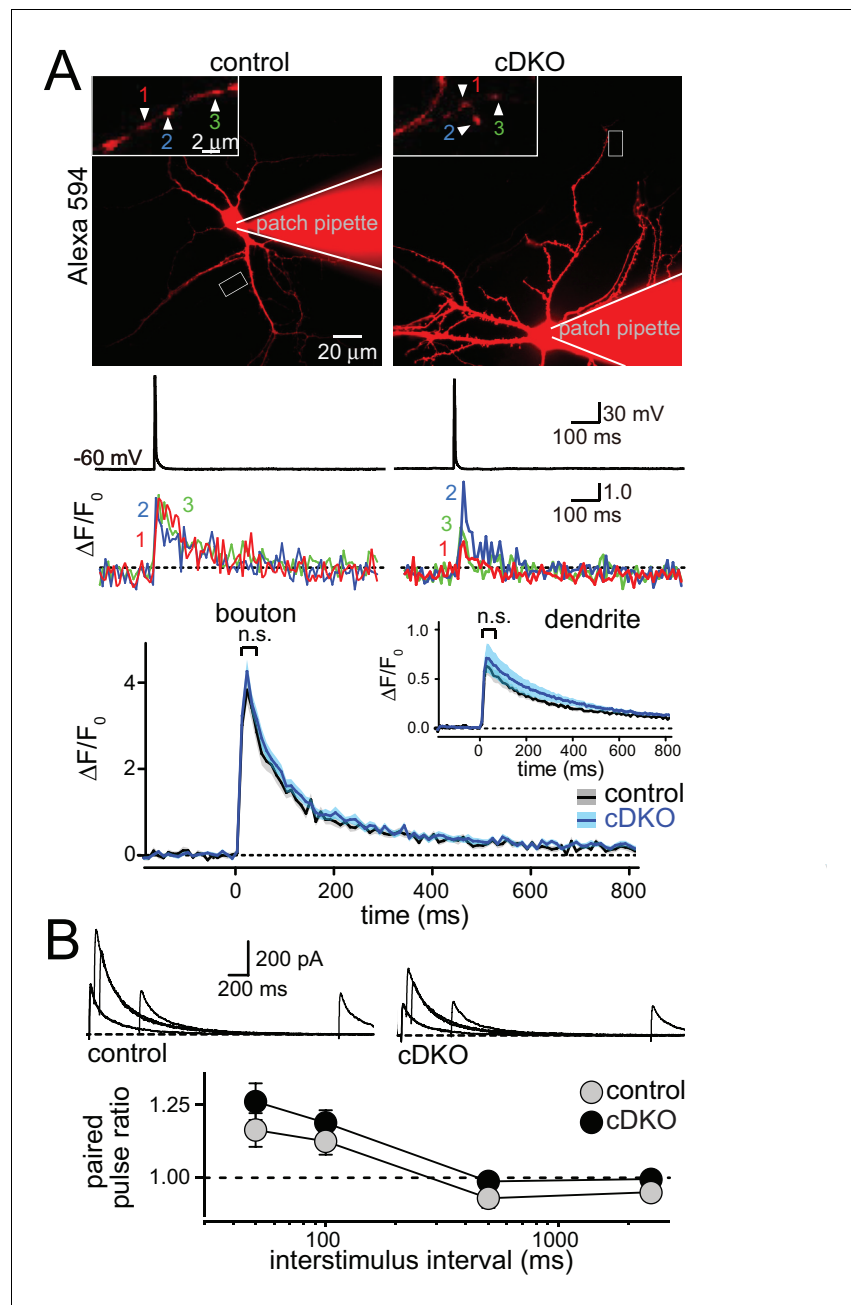 A
control
cDKO
Alexa 594
1
2
3
2 μm
patch pipette
20 μm
1
2
3
patch pipette
-60 mV
30 mV
100 ms
ΔF/F0
2
3
1
2
3
1
1.0
100 ms
bouton
n.s.
ΔF/F0
4
2
0
0
200
400
600
800
time (ms)
n.s.
dendrite
ΔF/F0
1.0
0.5
0.0
0
200
400
600
800
time (ms)
control
cDKO
B
200 pA
200 ms
control
cDKO
paired
pulse ratio
1.25
1.00
control
cDKO
100
1000
interstimulus interval (ms)